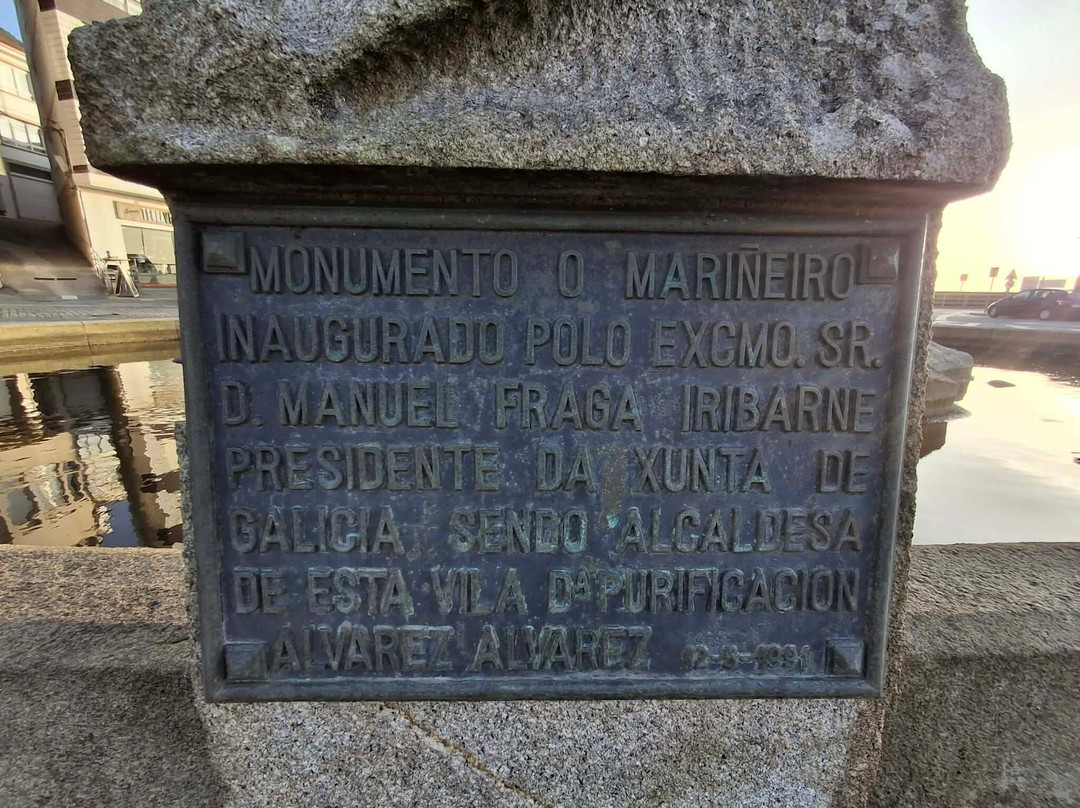 MONUMENTO O MARIÑEIRO
INAUGURADO POLO EXCMO. SR.
D. MANUEL FRAGA IRIBARNE
PRESIDENTE DA XUNTA DE
GALICIA SENDO ALCALDESA
DE ESTA VILA Dª PURIFICACION
ALVAREZ ALVAREZ